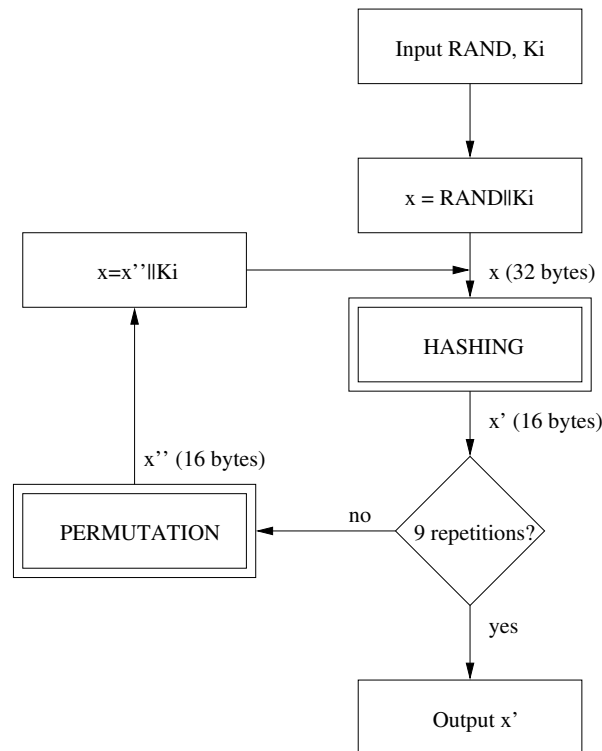 Input RAND, Ki
x = RAND||Ki
x=x’’||Ki
x (32 bytes)
HASHING
x’ (16 bytes)
x’’ (16 bytes)
no
PERMUTATION
9 repetitions?
yes
Output x’